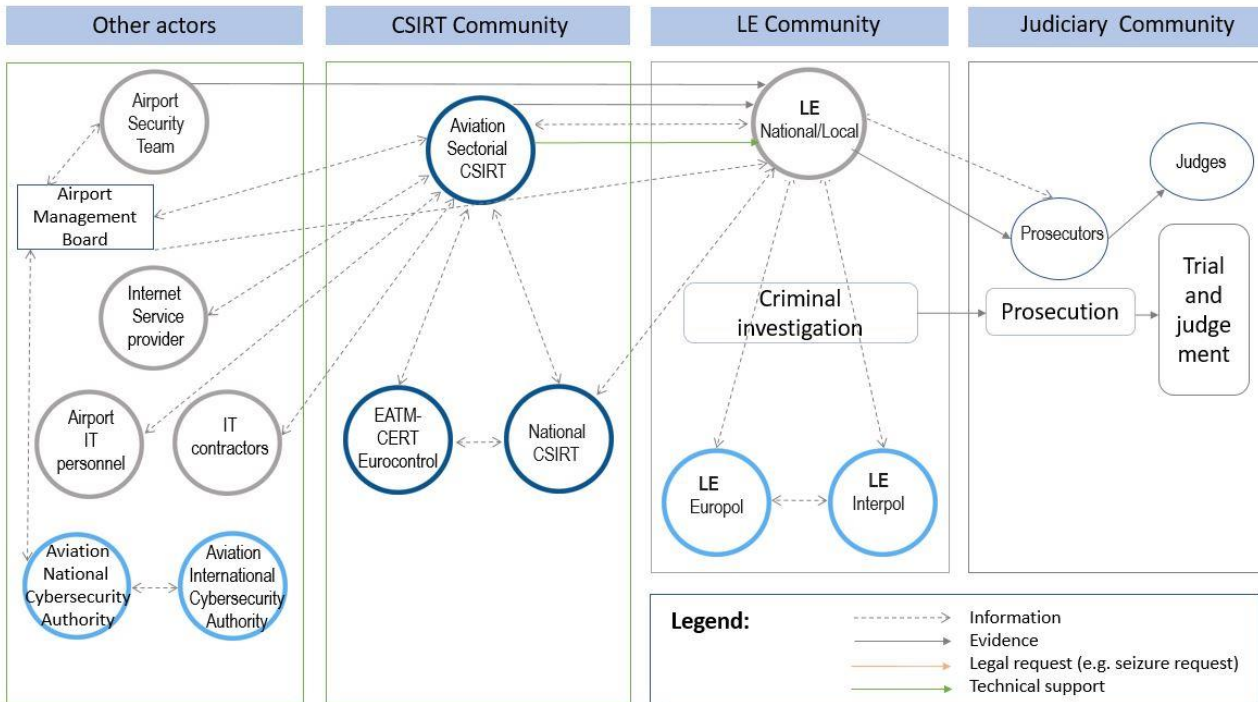 Other actors
CSIRT Community
LE Community
Judiciary Community
Airport
Security
Team
Airport
Management
Board
Internet
Service
provider
Airport
IT
personnel
IT
contractors
Aviation
National
Cybersecurity
Authority
Aviation
International
Cybersecurity
Authority
Aviation
Sectorial
CSIRT
EATM-
CERT
Eurocontrol
National
CSIRT
LE
National/Local
Criminal
investigation
LE
Europol
LE
Interpol
Judges
Prosecutors
Prosecution
Trial
and
judge
ment
Legend:
Information
Evidence
Legal request (e.g. seizure request)
Technical support